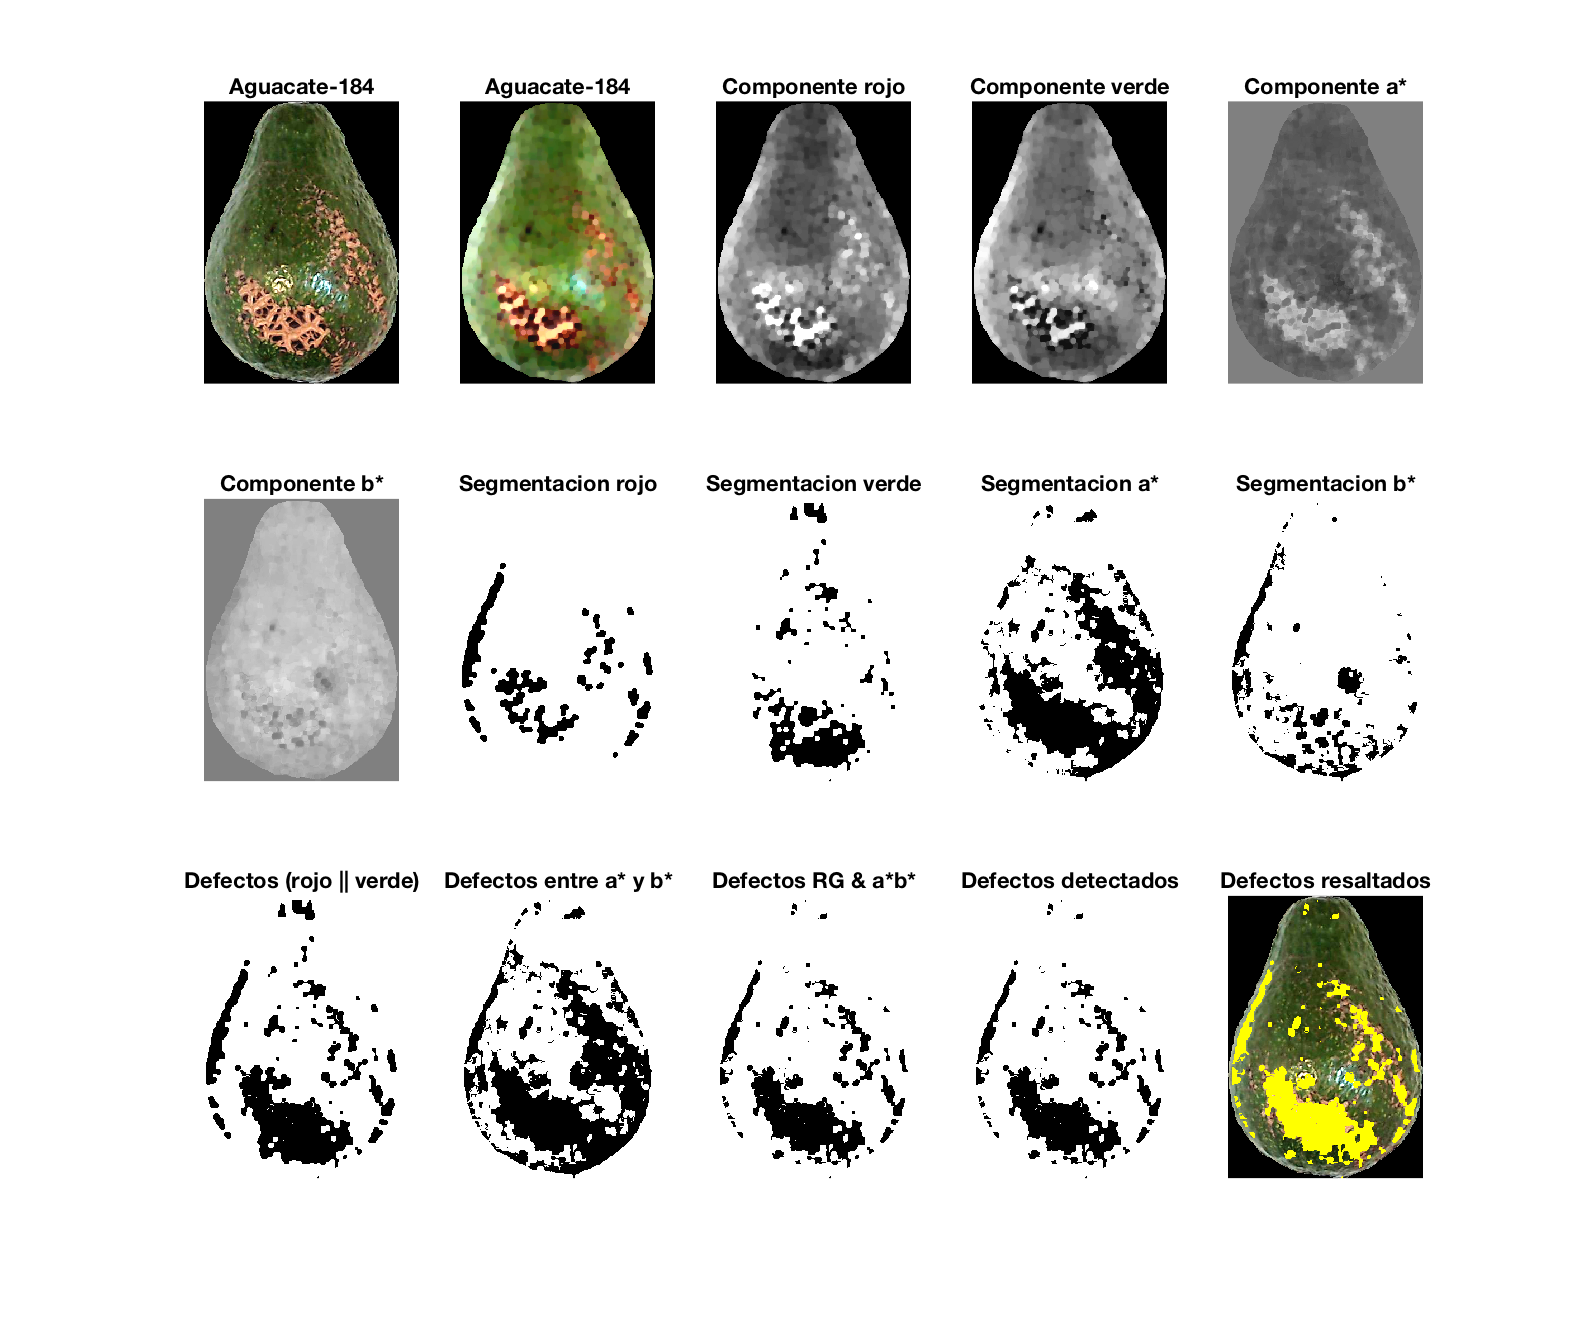 Aguacate-184
Aguacate-184
Componente rojo
Componente verde
Componente a*
Componente b*
Segmentacion rojo
Segmentacion verde
Segmentacion a*
Segmentacion b*
Defectos (rojo || verde)
Defectos entre a* y b*
Defectos RG & a*b*
Defectos detectados
Defectos resaltados